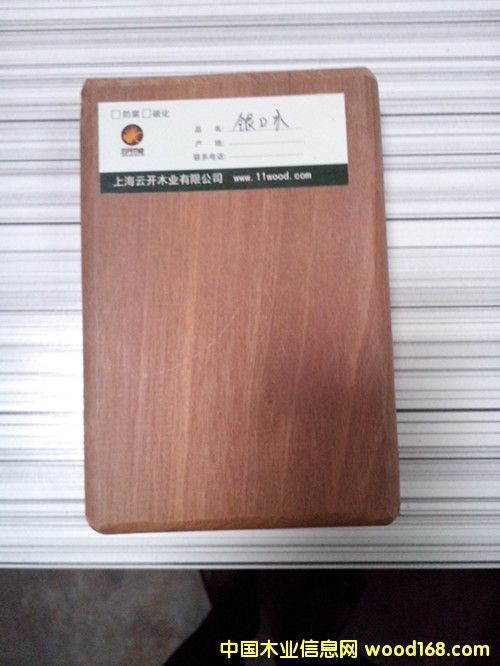 □防腐□碳化
品 名: 银口木
产 地:
联系电话:
上海云开木业有限公司 www.11wood.com
中国木业信息网 wood168.com